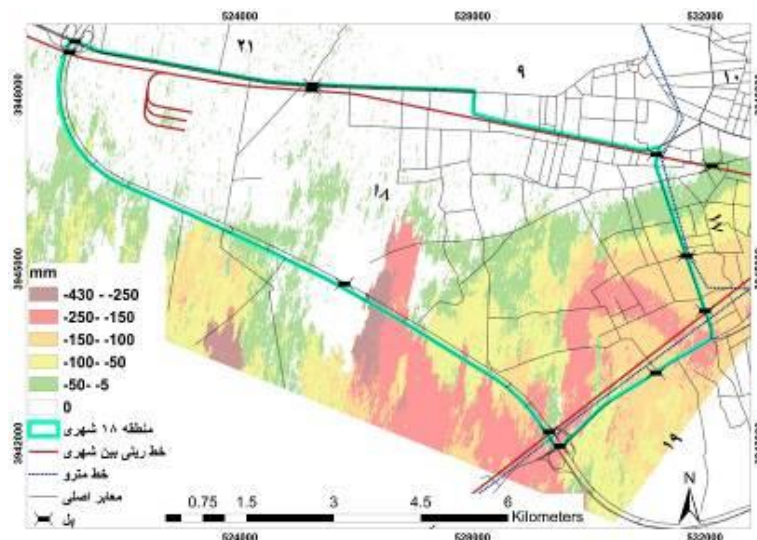 524000 528000 532000
۲۱
۹
۱۰
3948000
۱۸
۱۷
3945000
mm
-430 - -250
-250 - -150
-150 - -100
-100 - -50
-50- -5
0
منطقه ۱۸ شهری
خط ریلی بین شهری
خط مترو
معابر اصلی
پل
3942000
۱۹
N
0.75 1.5 3 4.5 6
Kilometers
524000 528000 532000